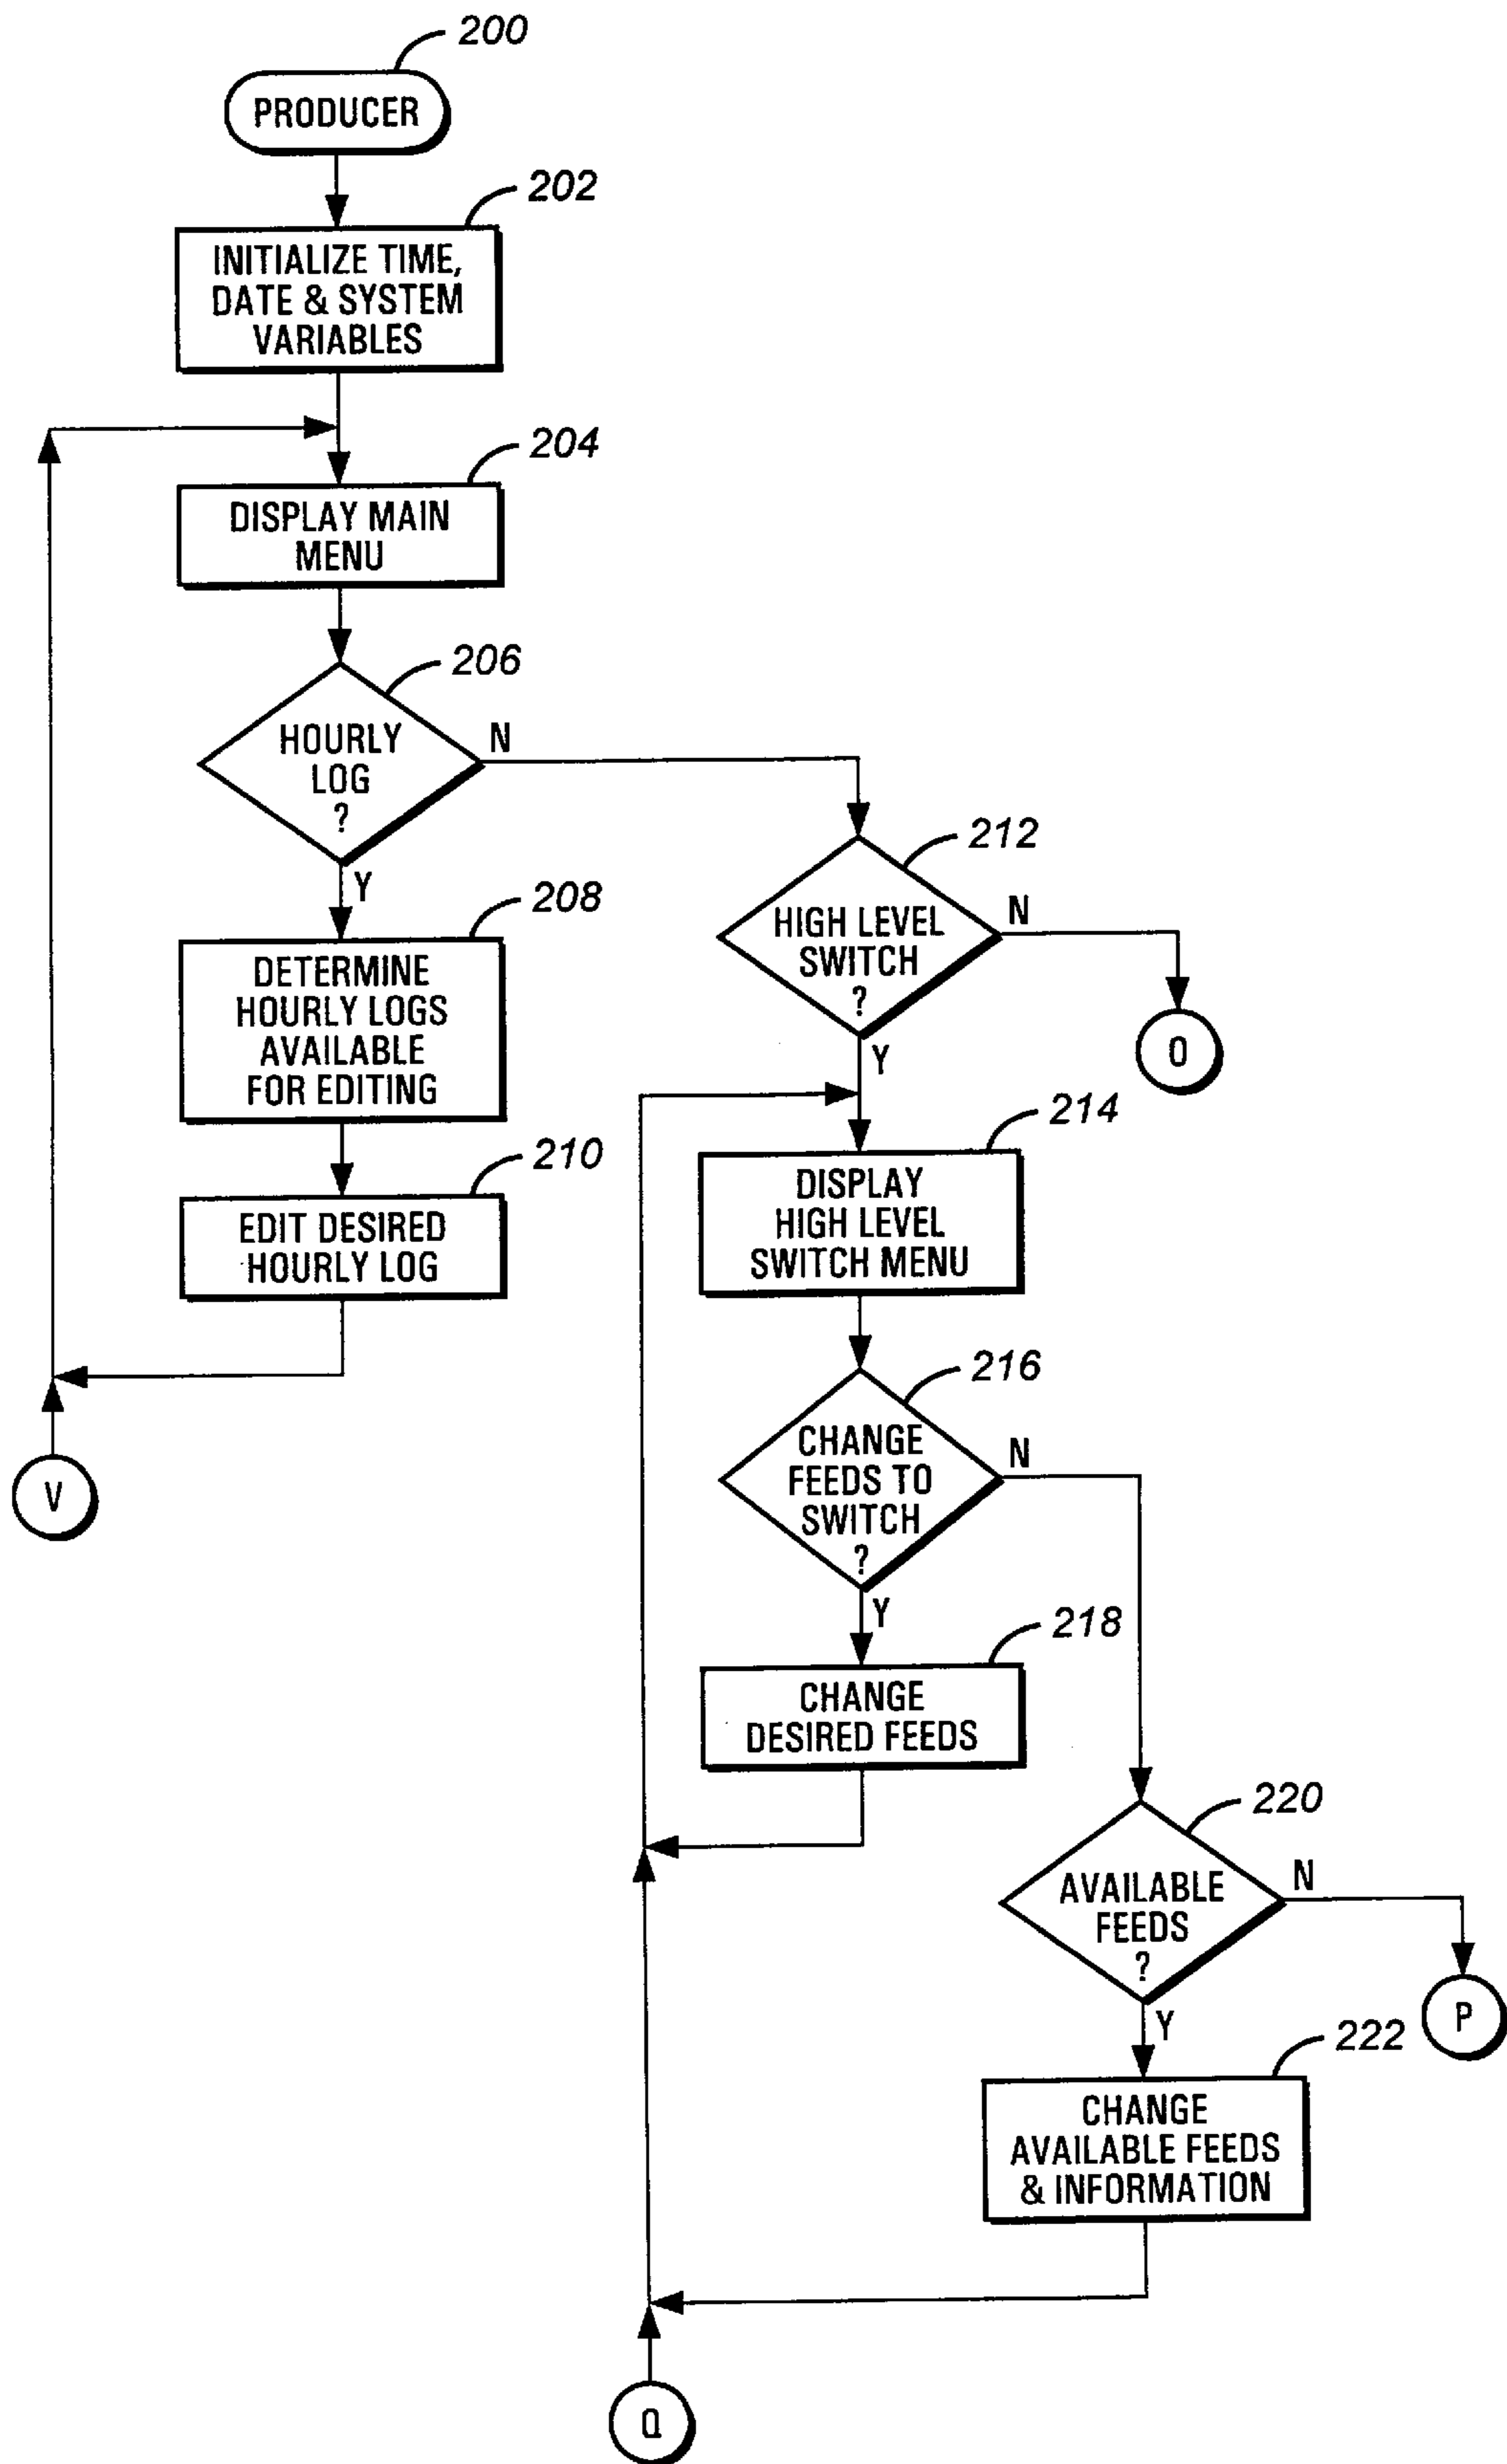 200
PRODUCER
202
INITIALIZE TIME,
DATE & SYSTEM
VARIABLES
204
DISPLAY MAIN
MENU
206
HOURLY
LOG
?
N
Y
208
DETERMINE
HOURLY LOGS
AVAILABLE
FOR EDITING
210
EDIT DESIRED
HOURLY LOG
V
212
HIGH LEVEL
SWITCH
?
N
O
Y
214
DISPLAY
HIGH LEVEL
SWITCH MENU
216
CHANGE
FEEDS TO
SWITCH
?
N
Y
218
CHANGE
DESIRED FEEDS
220
AVAILABLE
FEEDS
?
N
P
Y
222
CHANGE
AVAILABLE FEEDS
& INFORMATION
Q